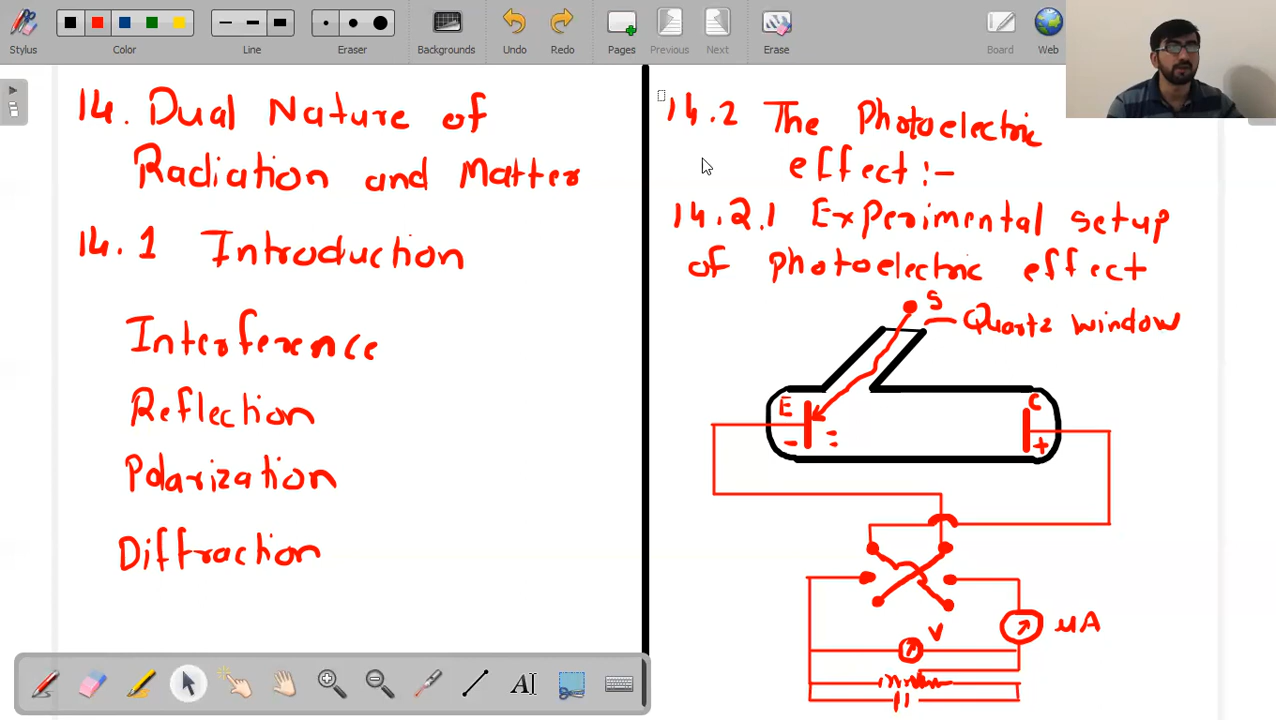 Stylus
Color
Line
Eraser
Backgrounds
Undo
Redo
Pages
Previous
Next
Erase
Board
Web
14. Dual Nature of
Radiation and Matter
14.1 Introduction
Interference
Reflection
Polarization
Diffraction
14.2 The Photoelectric
effect:-
14.2.1 Experimental setup
of photoelectric effect
S
Quartz window
E
C
- =
+
V
μA
A